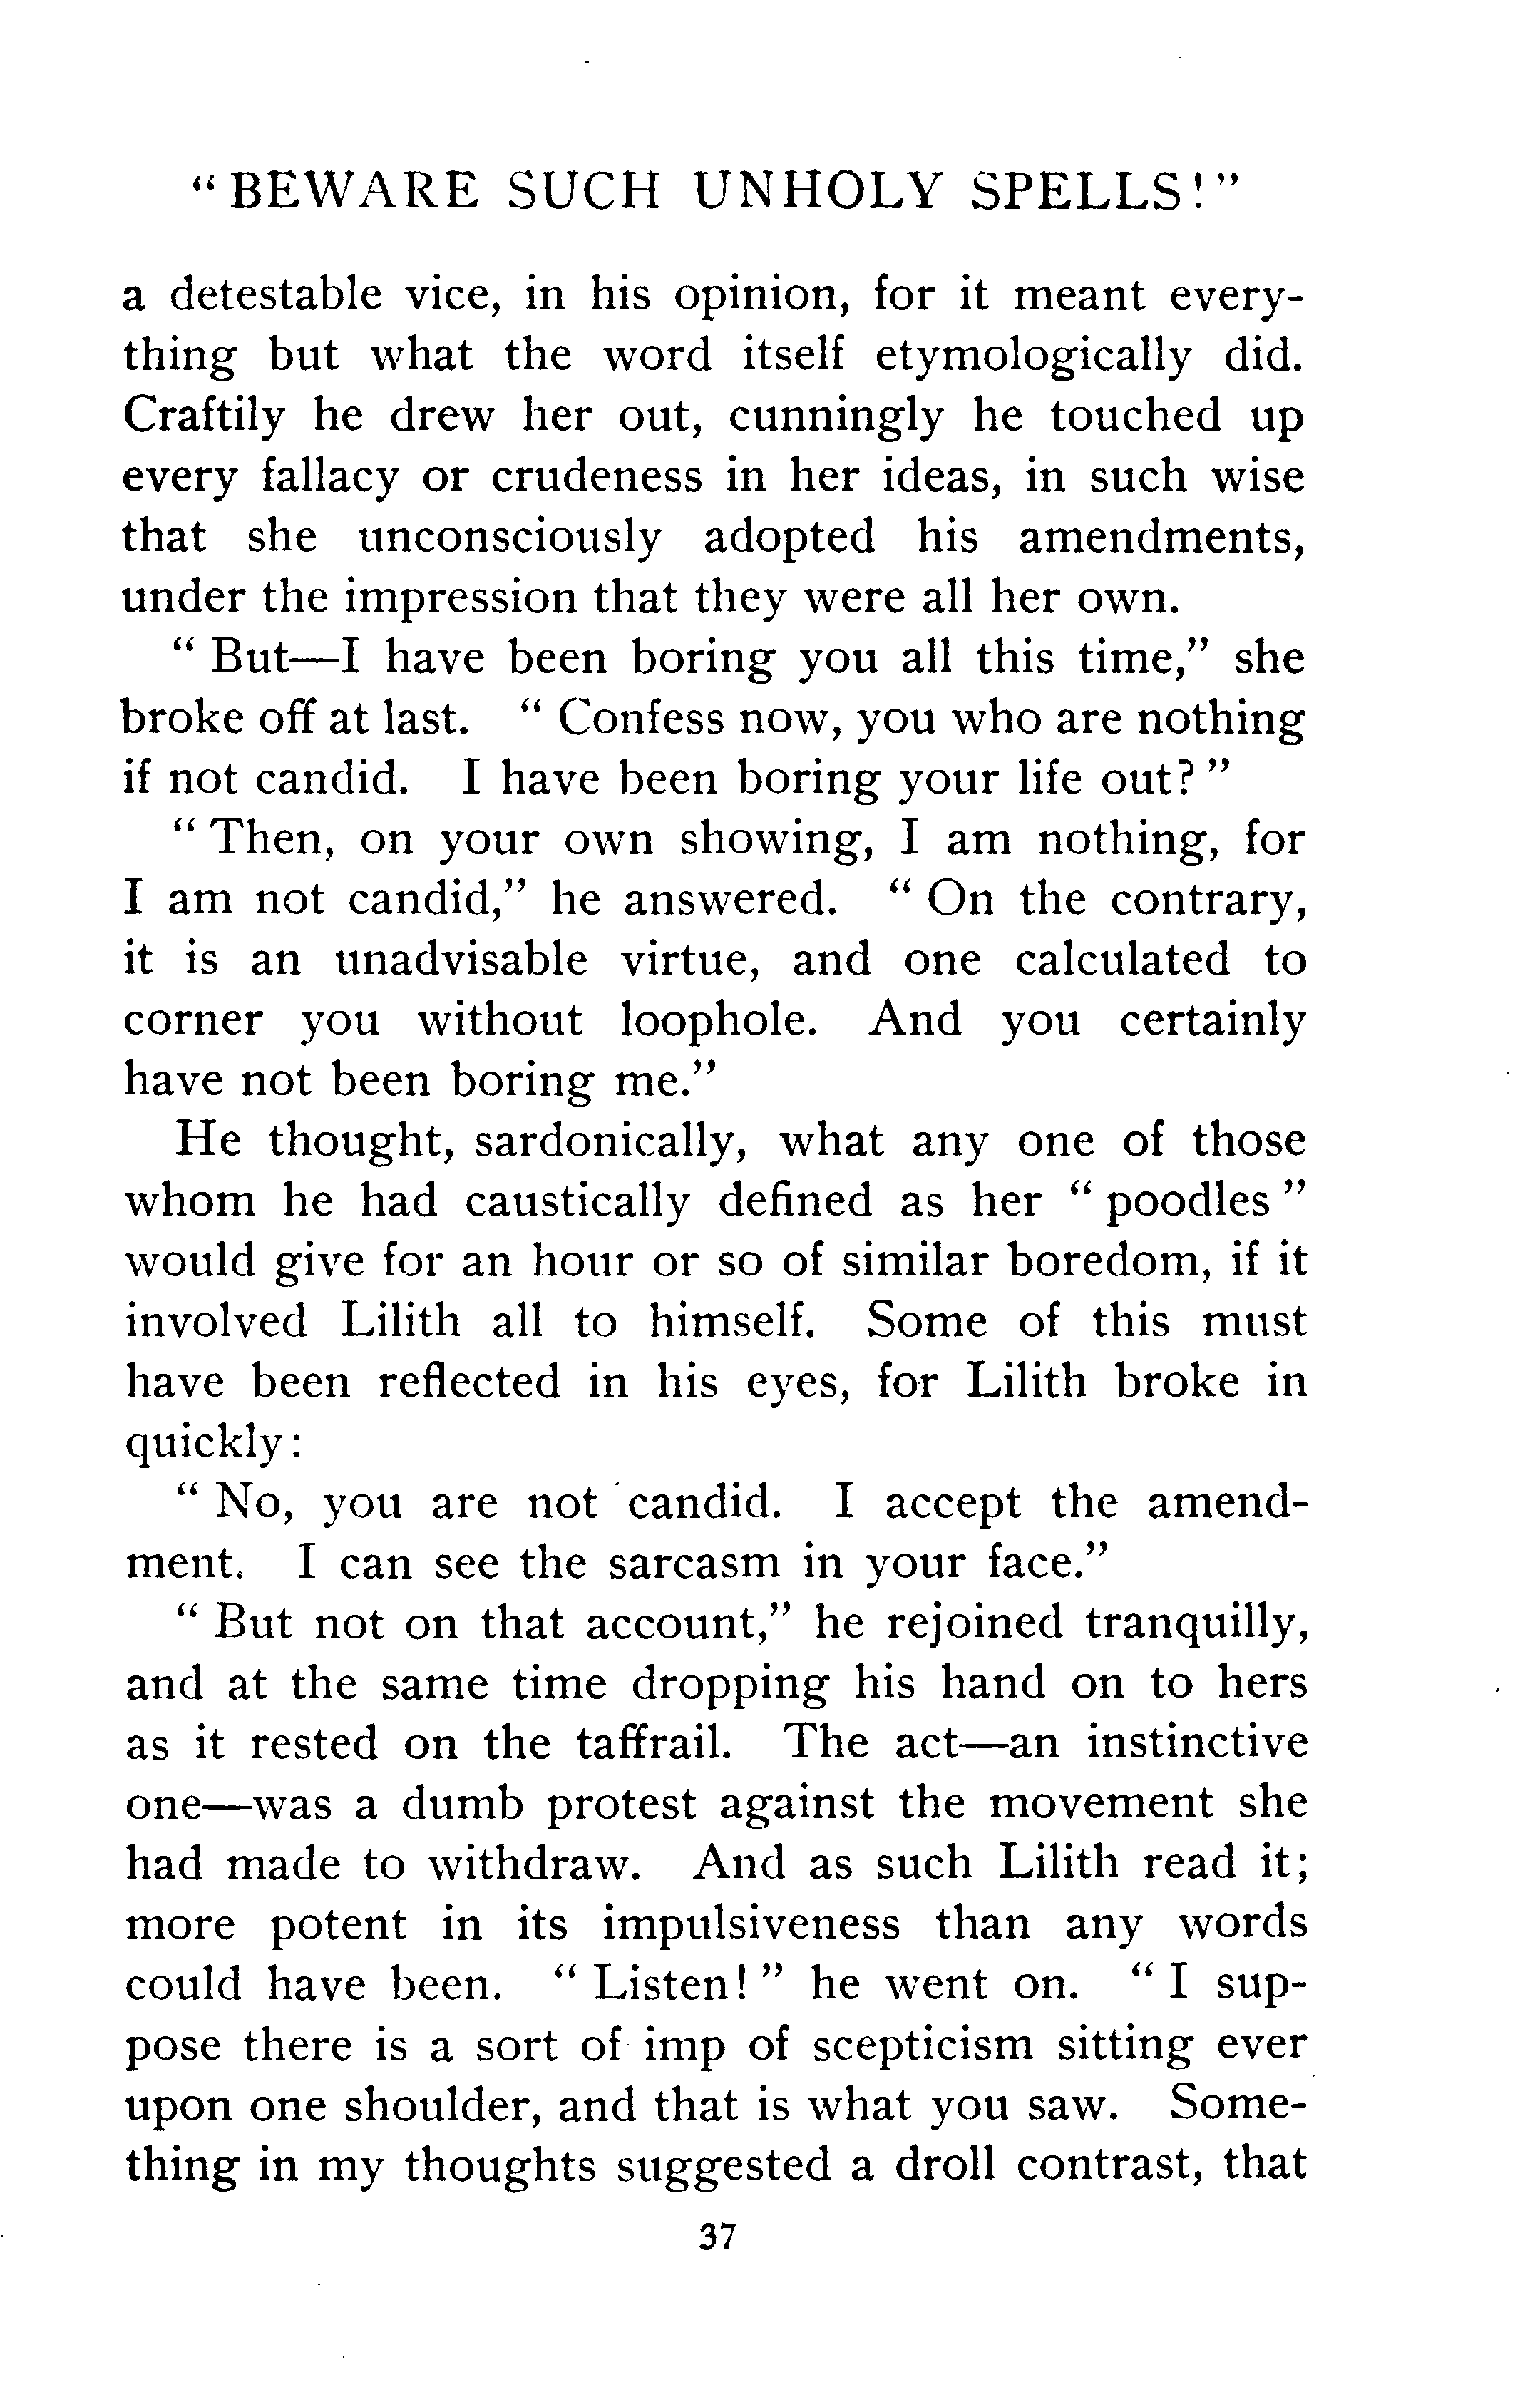 "BEWARE SUCH UNHOLY SPELLS!"
a detestable vice, in his opinion, for it meant every-
thing but what the word itself etymologically did.
Craftily he drew her out, cunningly he touched up
every fallacy or crudeness in her ideas, in such wise
that she unconsciously adopted his amendments,
under the impression that they were all her own.
" But—I have been boring you all this time," she
broke off at last. " Confess now, you who are nothing
if not candid. I have been boring your life out? "
" Then, on your own showing, I am nothing, for
I am not candid," he answered. " On the contrary,
it is an unadvisable virtue, and one calculated to
corner you without loophole. And you certainly
have not been boring me."
He thought, sardonically, what any one of those
whom he had caustically defined as her " poodles "
would give for an hour or so of similar boredom, if it
involved Lilith all to himself. Some of this must
have been reflected in his eyes, for Lilith broke in
quickly:
" No, you are not candid. I accept the amend-
ment. I can see the sarcasm in your face."
" But not on that account," he rejoined tranquilly,
and at the same time dropping his hand on to hers
as it rested on the taffrail. The act—an instinctive
one—was a dumb protest against the movement she
had made to withdraw. And as such Lilith read it;
more potent in its impulsiveness than any words
could have been. " Listen! " he went on. " I sup-
pose there is a sort of imp of scepticism sitting ever
upon one shoulder, and that is what you saw. Some-
thing in my thoughts suggested a droll contrast, that
37